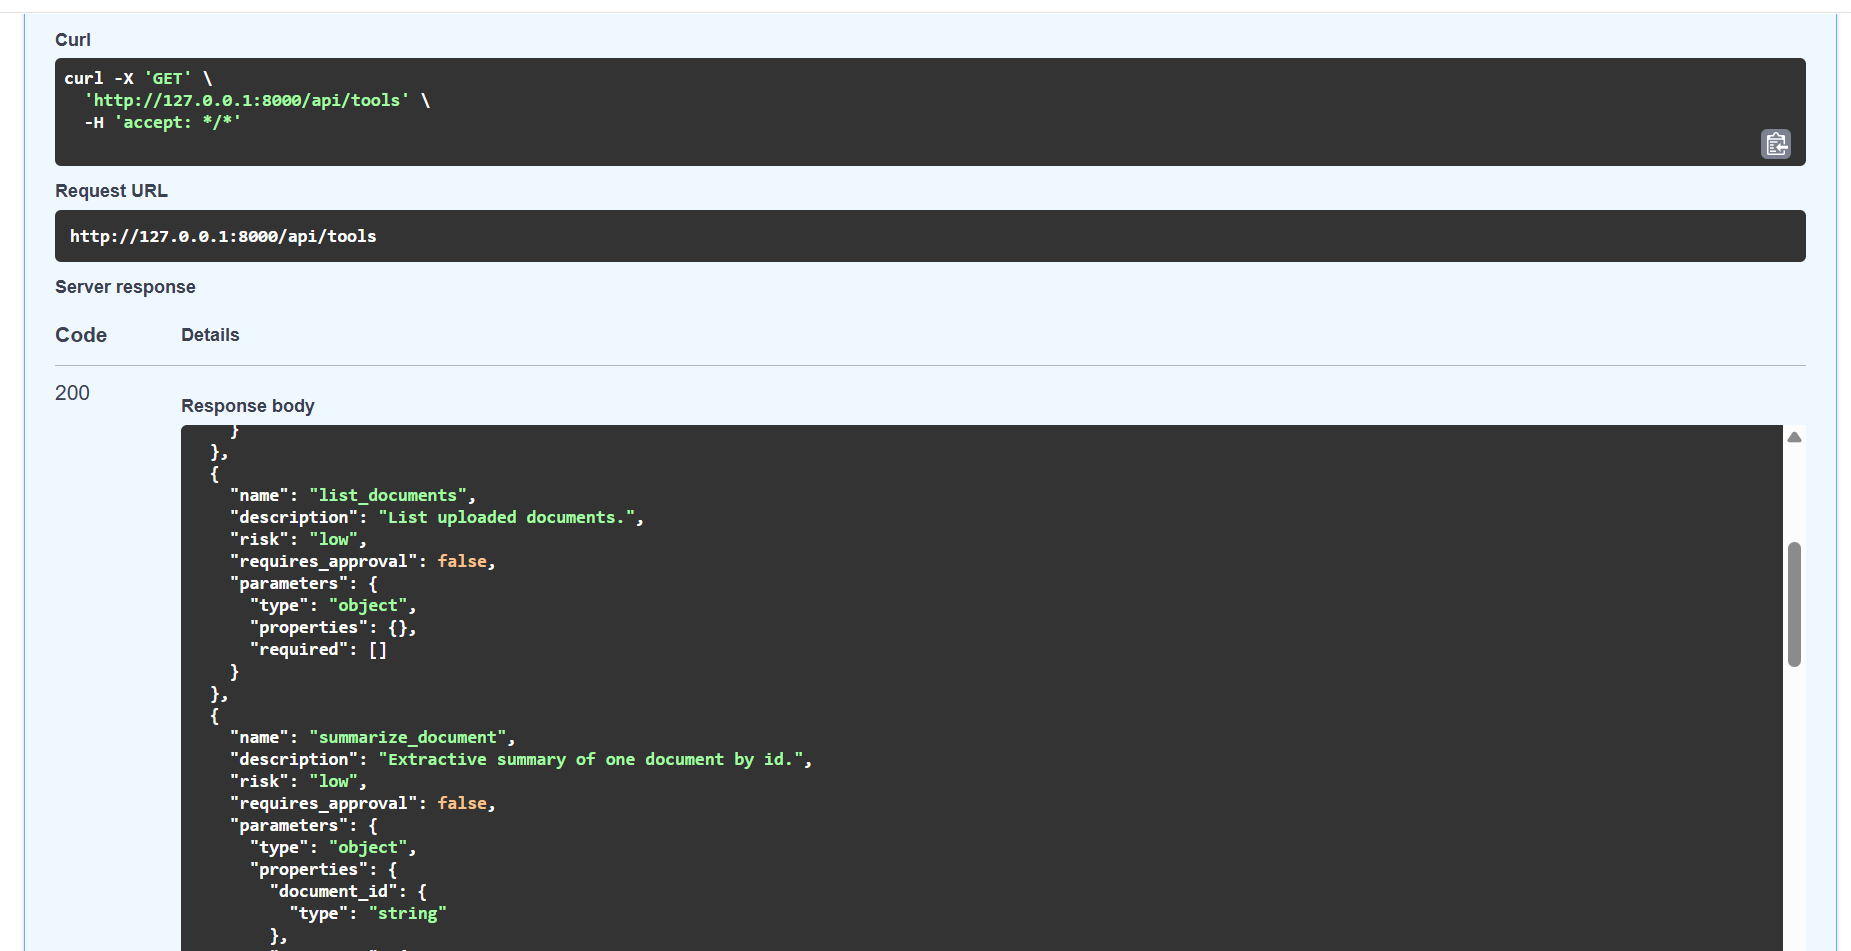 Curl
curl -X 'GET' \
  'http://127.0.0.1:8000/api/tools' \
  -H 'accept: */*'
Request URL
http://127.0.0.1:8000/api/tools
Server response
Code Details
200
Response body
    }
  },
  {
    "name": "list_documents",
    "description": "List uploaded documents.",
    "risk": "low",
    "requires_approval": false,
    "parameters": {
      "type": "object",
      "properties": {},
      "required": []
    }
  },
  {
    "name": "summarize_document",
    "description": "Extractive summary of one document by id.",
    "risk": "low",
    "requires_approval": false,
    "parameters": {
      "type": "object",
      "properties": {
        "document_id": {
          "type": "string"
        },